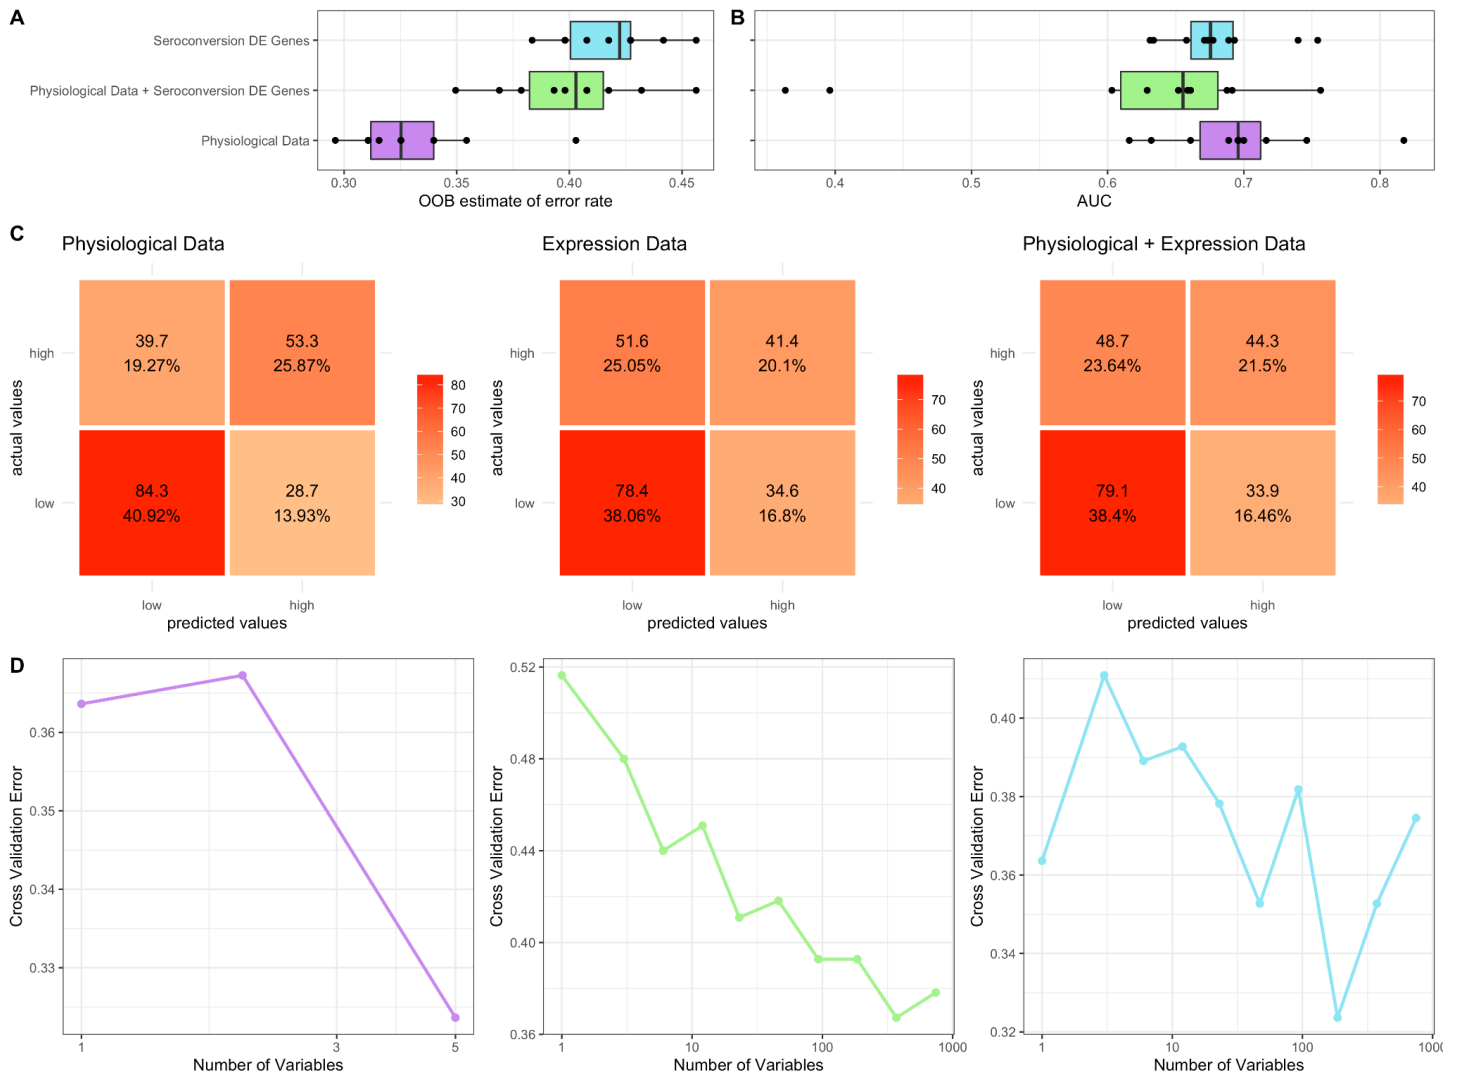 A
Seroconversion DE Genes
Physiological Data + Seroconversion DE Genes
Physiological Data
0.30 0.35 0.40 0.45
OOB estimate of error rate
B
0.4 0.5 0.6 0.7 0.8
AUC
C
Physiological Data
actual values
high
low
39.7
19.27%
53.3
25.87%
84.3
40.92%
28.7
13.93%
low high
predicted values
80
70
60
50
40
30
Expression Data
actual values
high
low
51.6
25.05%
41.4
20.1%
78.4
38.06%
34.6
16.8%
low high
predicted values
70
60
50
40
Physiological + Expression Data
actual values
high
low
48.7
23.64%
44.3
21.5%
79.1
38.4%
33.9
16.46%
low high
predicted values
70
60
50
40
D
Cross Validation Error
0.36
0.35
0.34
0.33
1 3 5
Number of Variables
Cross Validation Error
0.52
0.48
0.44
0.40
0.36
1 10 100 1000
Number of Variables
Cross Validation Error
0.40
0.38
0.36
0.34
0.32
1 10 100
Number of Variables